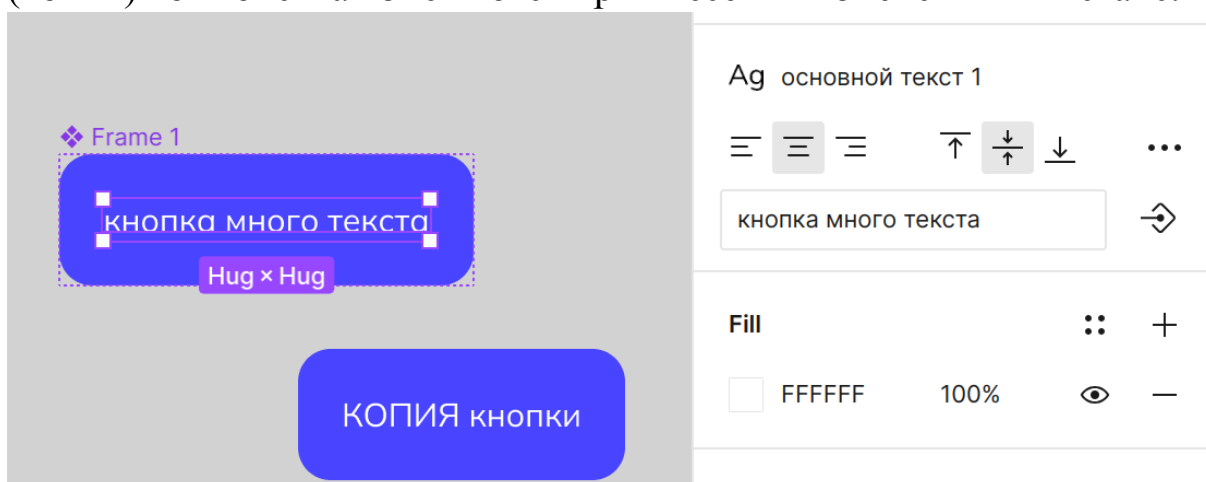 Ag основной текст 1
Frame 1
кнопка много текста
кнопка много текста
Hug × Hug
Fill
FFFFFF 100%
КОПИЯ кнопки